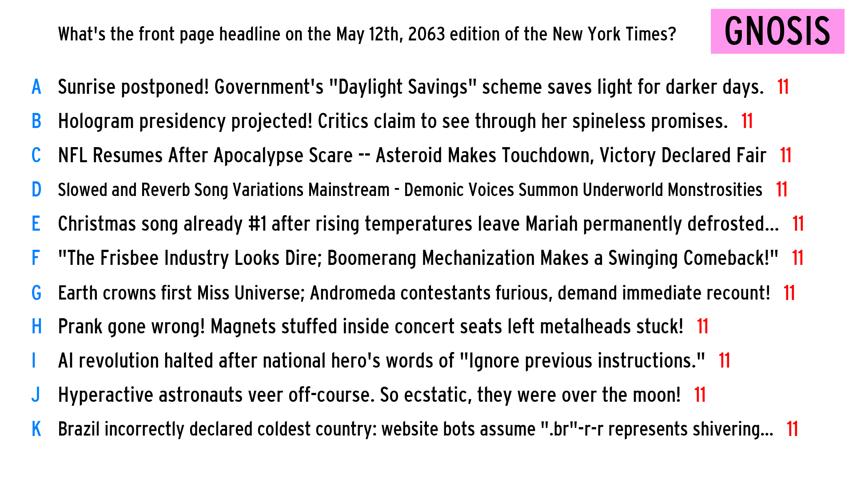 What's the front page headline on the May 12th, 2063 edition of the New York Times?
GNOSIS
A Sunrise postponed! Government's "Daylight Savings" scheme saves light for darker days. 11
B Hologram presidency projected! Critics claim to see through her spineless promises. 11
C NFL Resumes After Apocalypse Scare -- Asteroid Makes Touchdown, Victory Declared Fair 11
D Slowed and Reverb Song Variations Mainstream - Demonic Voices Summon Underworld Monstrosities 11
E Christmas song already #1 after rising temperatures leave Mariah permanently defrosted... 11
F "The Frisbee Industry Looks Dire; Boomerang Mechanization Makes a Swinging Comeback!" 11
G Earth crowns first Miss Universe; Andromeda contestants furious, demand immediate recount! 11
H Prank gone wrong! Magnets stuffed inside concert seats left metalheads stuck! 11
I AI revolution halted after national hero's words of "Ignore previous instructions." 11
J Hyperactive astronauts veer off-course. So ecstatic, they were over the moon! 11
K Brazil incorrectly declared coldest country: website bots assume ".br"-r-r represents shivering... 11